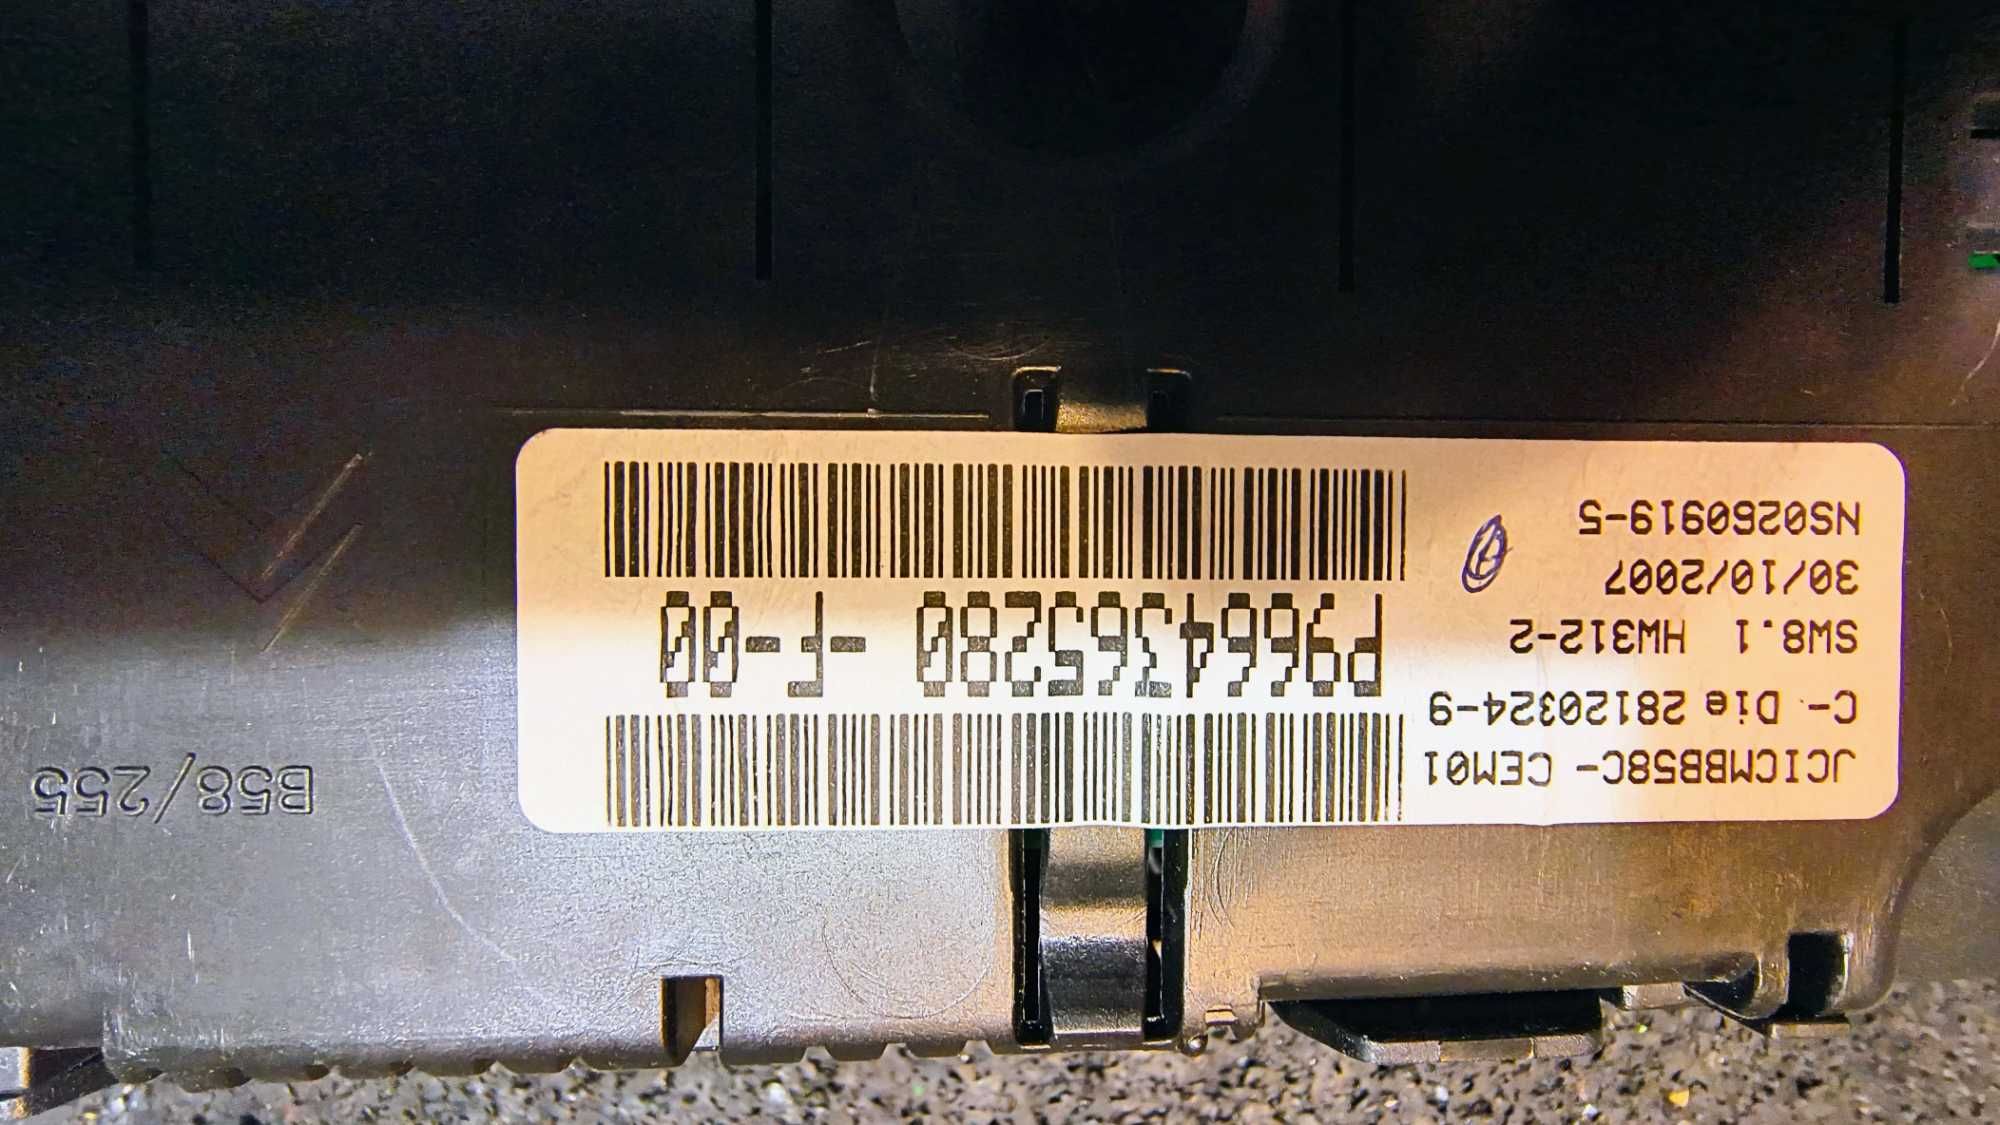 JCICMBB58C- CEM01
C- Die 28120324-9
SW8.1 HW312-2
30/10/2007
NS0260919-5
P9664365280 -F-00
B58/255